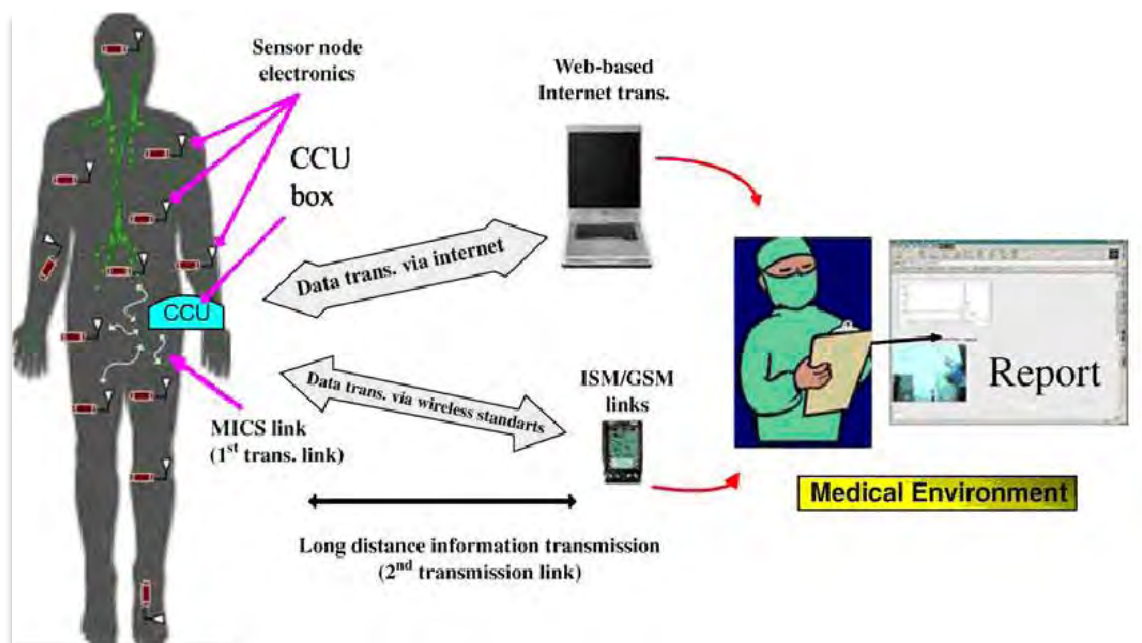 Sensor node
electronics
CCU
box
CCU
MICS link
(1st trans. link)
Data trans. via internet
Data trans. via wireless standarts
Long distance information transmission
(2nd transmission link)
Web-based
Internet trans.
ISM/GSM
links
Report
Medical Environment